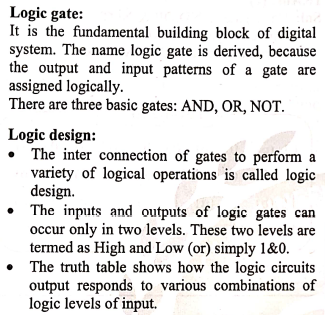 Logic gate:
It is the fundamental building block of digital
system. The name logic gate is derived, because
the output and input patterns of a gate are
assigned logically.
There are three basic gates: AND, OR, NOT.
Logic design:
• The inter connection of gates to perform a
variety of logical operations is called logic
design.
• The inputs and outputs of logic gates can
occur only in two levels. These two levels are
termed as High and Low (or) simply 1&0.
• The truth table shows how the logic circuits
output responds to various combinations of
logic levels of input.